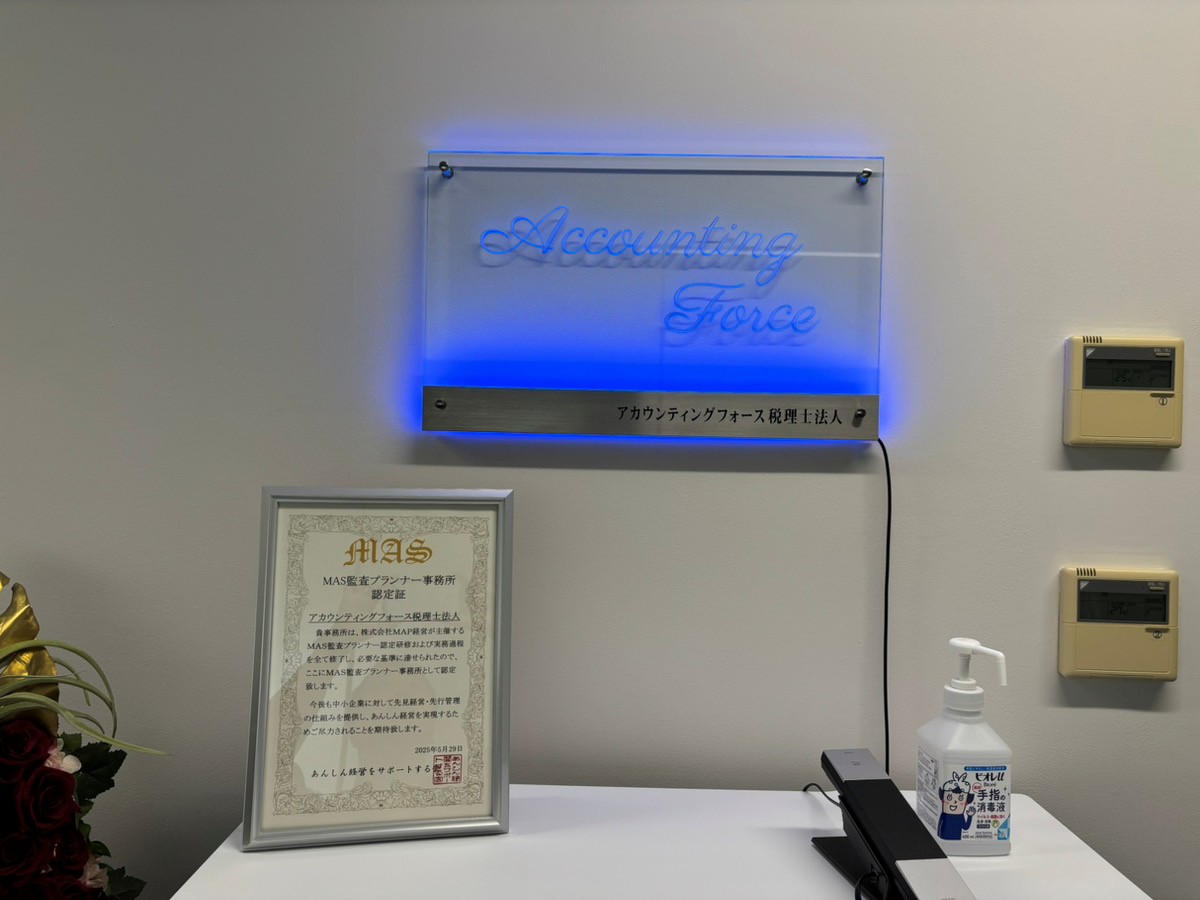 Accounting
Force
アカウンティングフォース税理士法人
MAS
MAS監査プランナー事務所
認定証
アカウンティングフォース税理士法人
貴事務所は、株式会社MAP経営が主催する
MAS監査プランナー認定研修および実務過程
を全て修了し、必要な基準に達せられたので、
ここにMAS監査プランナー事務所として認定
致します。
今後も中小企業に対して先見経営・先行管理
の仕組みを提供し、あんしん経営を実現するた
めご尽力されることを期待致します。
2025年5月29日
あんしん経営をサポートする
ビオレu
Biore
手指の
消毒液